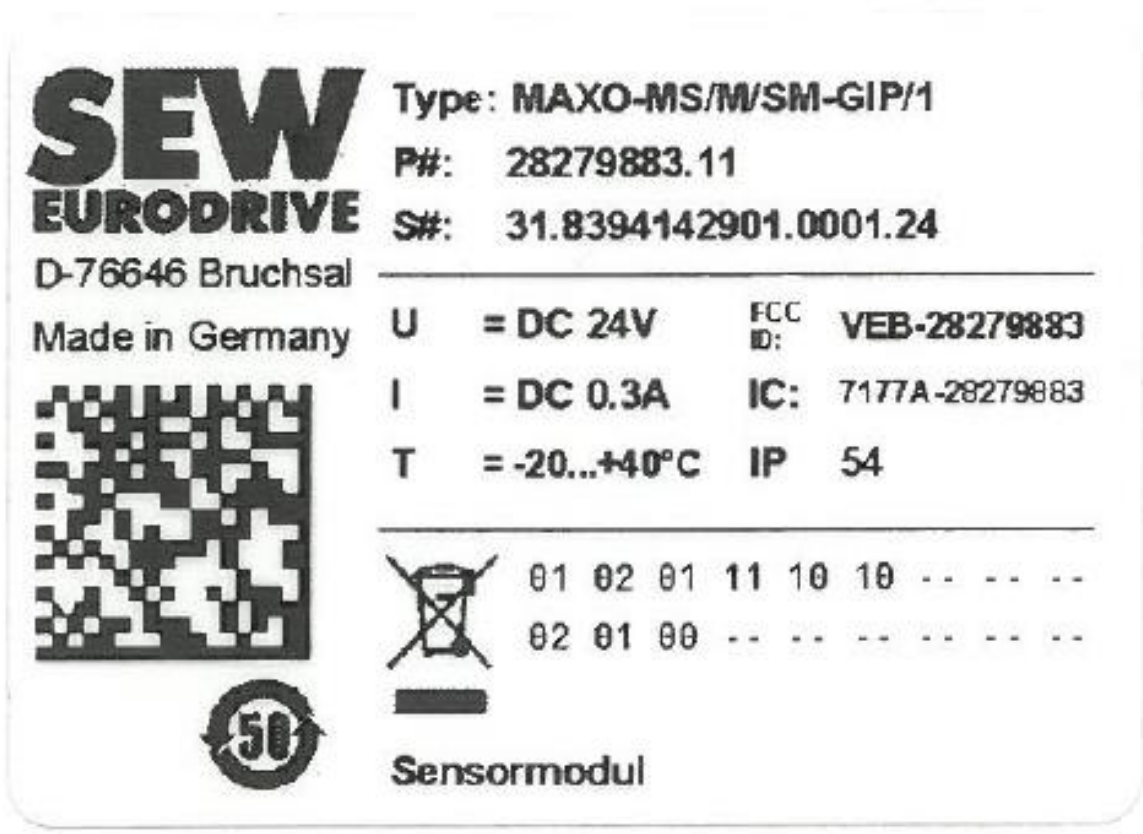 SEW
EURODRIVE
D-76646 Bruchsal
Made in Germany
50
Type: MAXO-MS/M/SM-GIP/1
P#: 28279883.11
S#: 31.8394142901.0001.24
U = DC 24V FCC ID: VEB-28279883
I = DC 0.3A IC: 7177A-28279883
T = -20...+40°C IP 54
01 02 01 11 10 10 -- -- --
02 01 00 -- -- -- -- -- --
Sensormodul